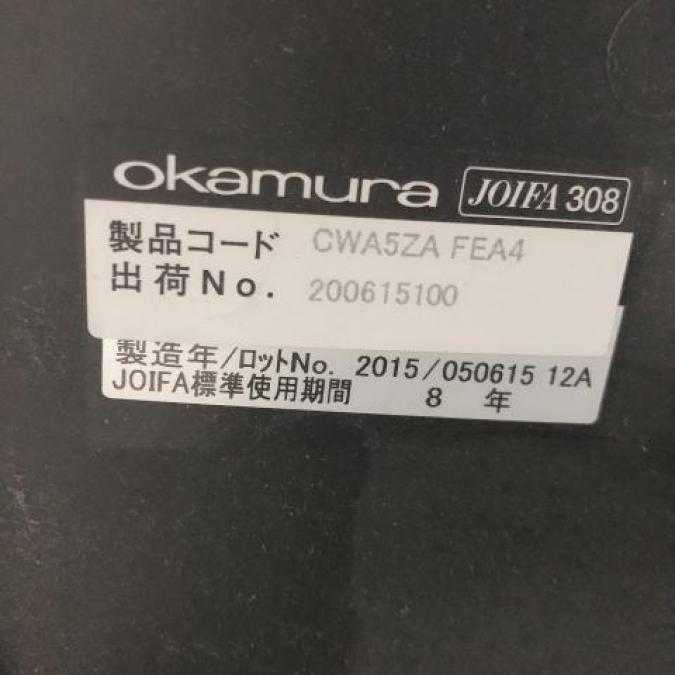 okamura JOIFA 308
製品コード CWA5ZA FEA4
出荷No. 200615100
製造年/ロットNo. 2015/050615 12A
JOIFA標準使用期間 8 年